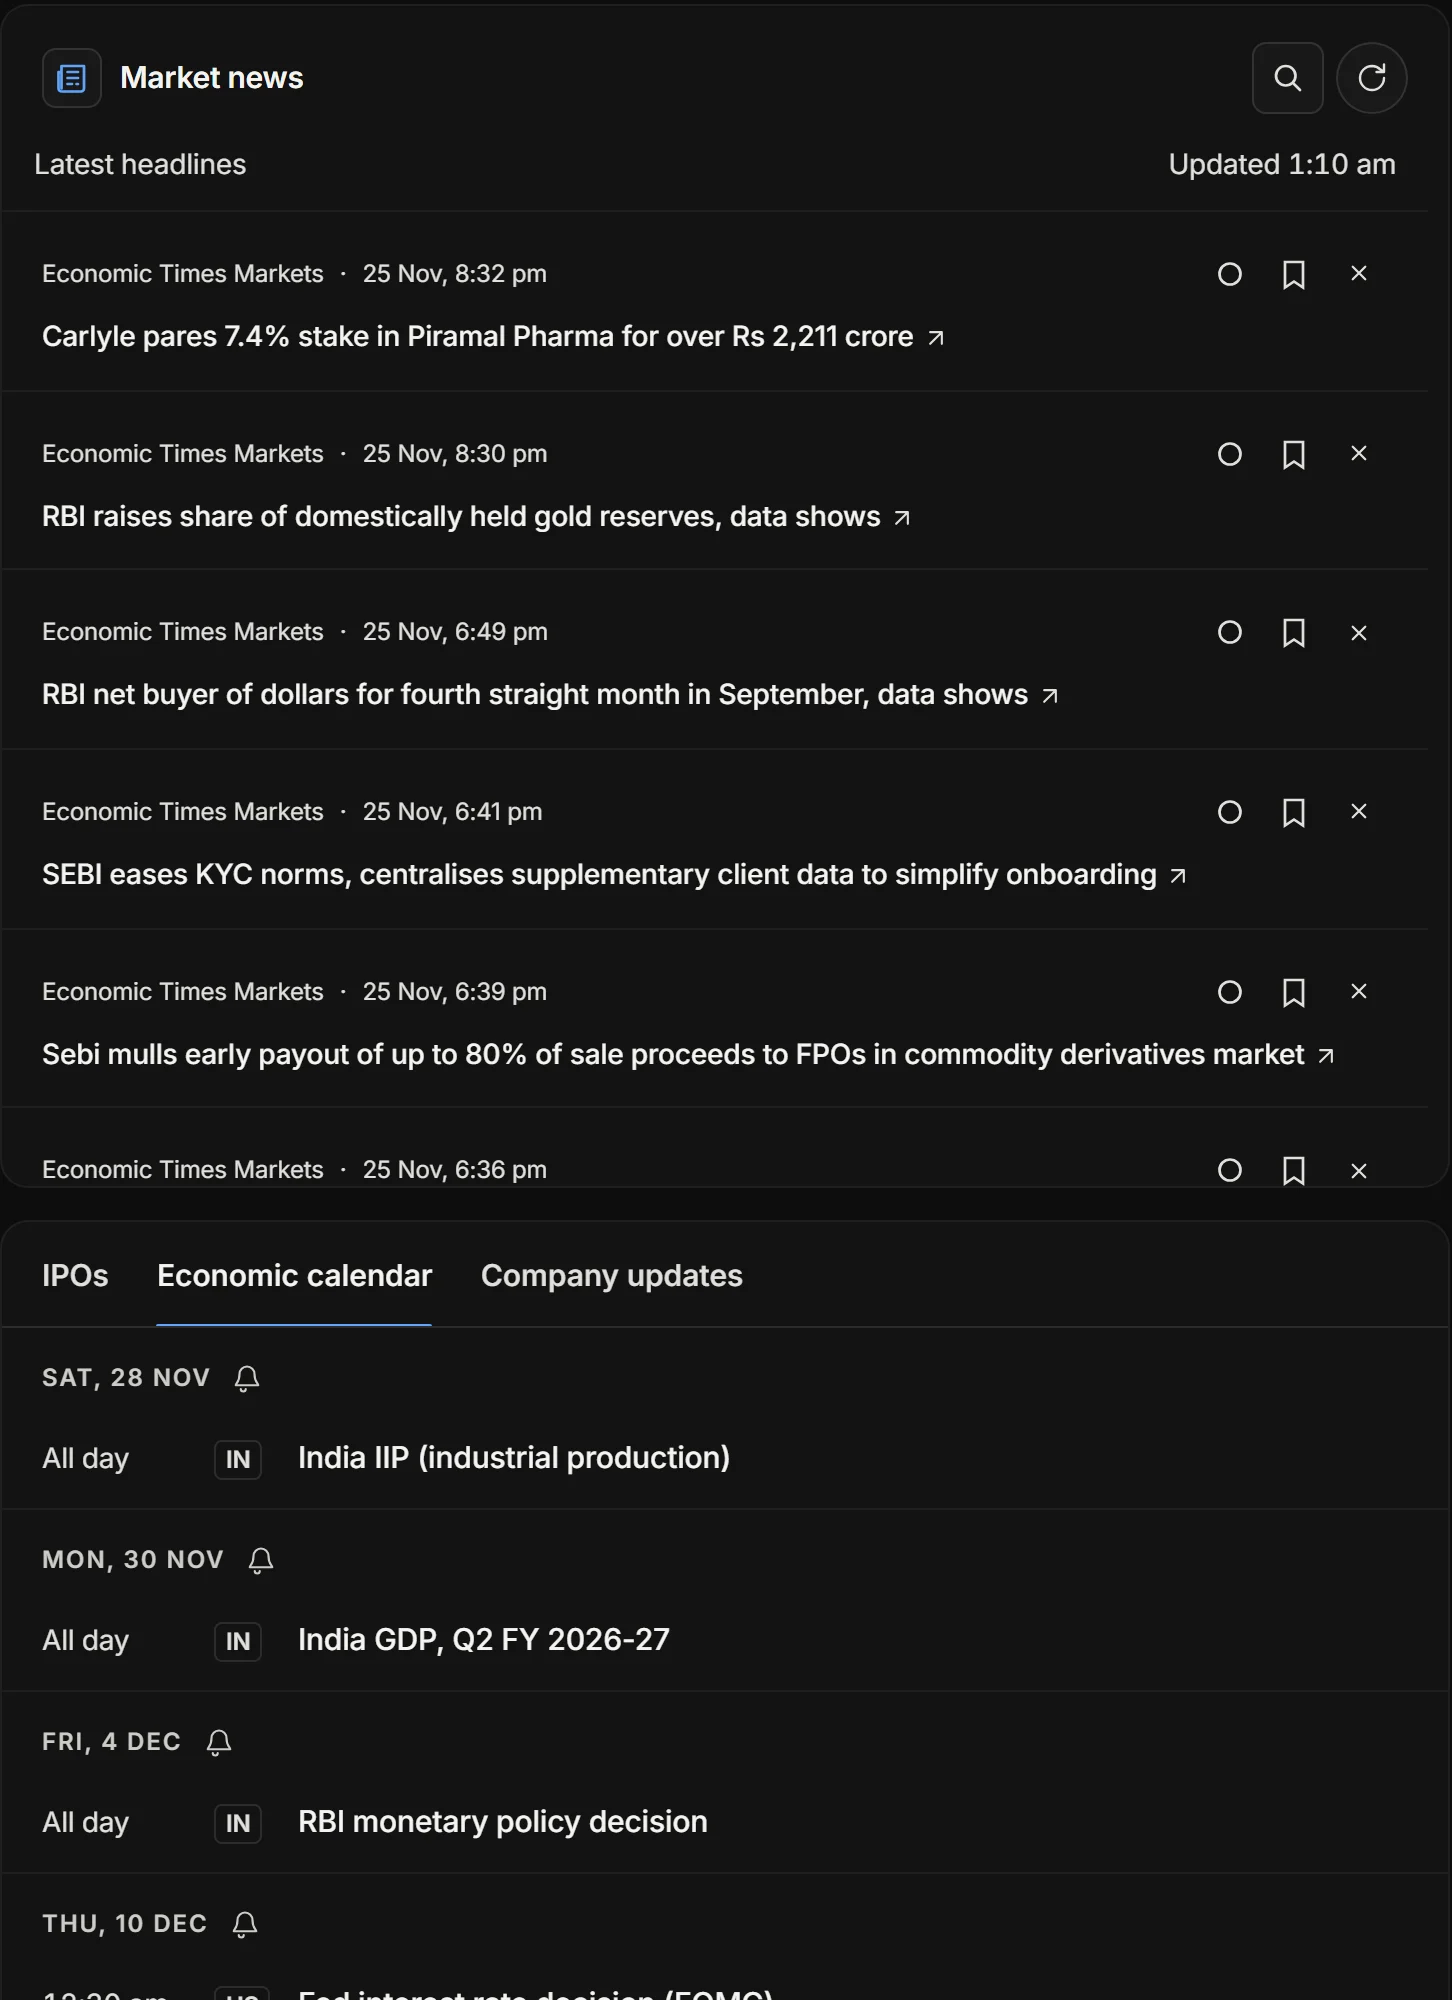 Market news
Latest headlines
Updated 1:10 am
Economic Times Markets · 25 Nov, 8:32 pm
Carlyle pares 7.4% stake in Piramal Pharma for over Rs 2,211 crore
Economic Times Markets · 25 Nov, 8:30 pm
RBI raises share of domestically held gold reserves, data shows
Economic Times Markets · 25 Nov, 6:49 pm
RBI net buyer of dollars for fourth straight month in September, data shows
Economic Times Markets · 25 Nov, 6:41 pm
SEBI eases KYC norms, centralises supplementary client data to simplify onboarding
Economic Times Markets · 25 Nov, 6:39 pm
Sebi mulls early payout of up to 80% of sale proceeds to FPOs in commodity derivatives market
Economic Times Markets · 25 Nov, 6:36 pm
IPOs Economic calendar Company updates
SAT, 28 NOV
All day IN India IIP (industrial production)
MON, 30 NOV
All day IN India GDP, Q2 FY 2026-27
FRI, 4 DEC
All day IN RBI monetary policy decision
THU, 10 DEC
US Fed interest rate decision (FOMC)